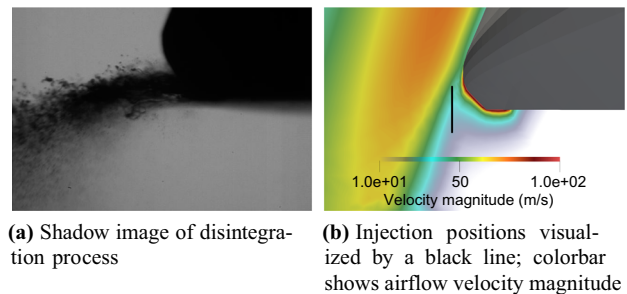 1.0e+01 50 1.0e+02
Velocity magnitude (m/s)
(a) Shadow image of disintegra-
tion process
(b) Injection positions visual-
ized by a black line; colorbar
shows airflow velocity magnitude